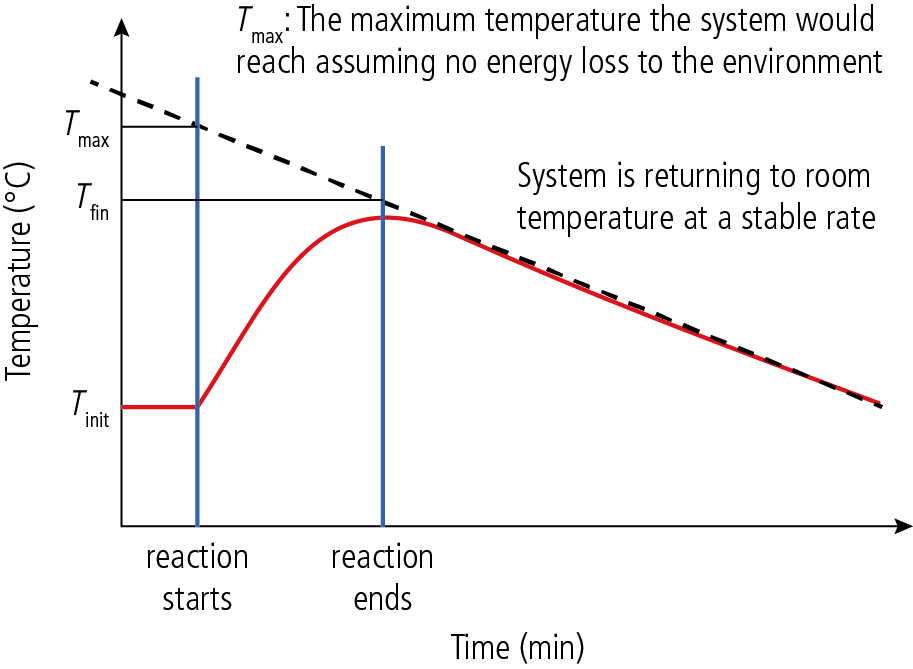 Tmax: The maximum temperature the system would
reach assuming no energy loss to the environment
Tmax
Tfin
System is returning to room
temperature at a stable rate
Temperature (°C)
Tinit
reaction
starts
reaction
ends
Time (min)